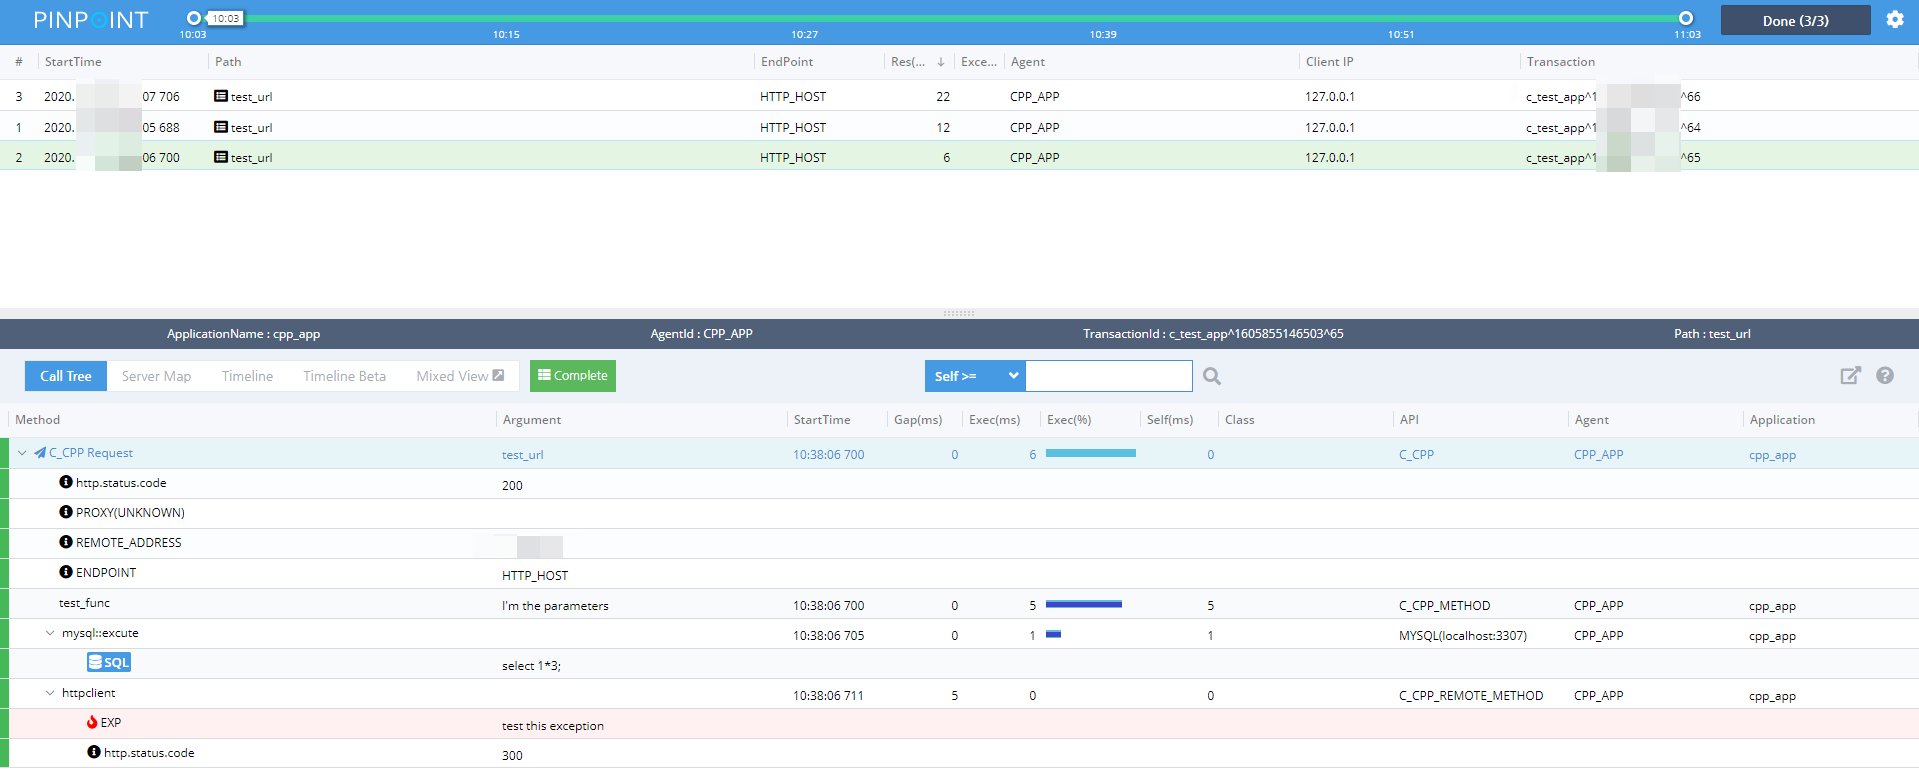 PINPOINT 10:03 Done (3/3)
10:03 10:15 10:27 10:39 10:51 11:03
# StartTime Path EndPoint Res(... Exce... Agent Client IP Transaction
3 2020. 07 706 test_url HTTP_HOST 22 CPP_APP 127.0.0.1 c_test_app^1 ^66
1 2020. 05 688 test_url HTTP_HOST 12 CPP_APP 127.0.0.1 c_test_app^1 ^64
2 2020. 06 700 test_url HTTP_HOST 6 CPP_APP 127.0.0.1 c_test_app^1 ^65
ApplicationName : cpp_app AgentId : CPP_APP TransactionId : c_test_app^1605855146503^65 Path : test_url
Call Tree Server Map Timeline Timeline Beta Mixed View Complete Self >=
Method Argument StartTime Gap(ms) Exec(ms) Exec(%) Self(ms) Class API Agent Application
C_CPP Request test_url 10:38:06 700 0 6 0 C_CPP CPP_APP cpp_app
http.status.code 200
PROXY(UNKNOWN)
REMOTE_ADDRESS
ENDPOINT HTTP_HOST
test_func I'm the parameters 10:38:06 700 0 5 5 C_CPP_METHOD CPP_APP cpp_app
mysql::excute 10:38:06 705 0 1 1 MYSQL(localhost:3307) CPP_APP cpp_app
SQL select 1*3;
httpclient 10:38:06 711 5 0 0 C_CPP_REMOTE_METHOD CPP_APP cpp_app
EXP test this exception
http.status.code 300